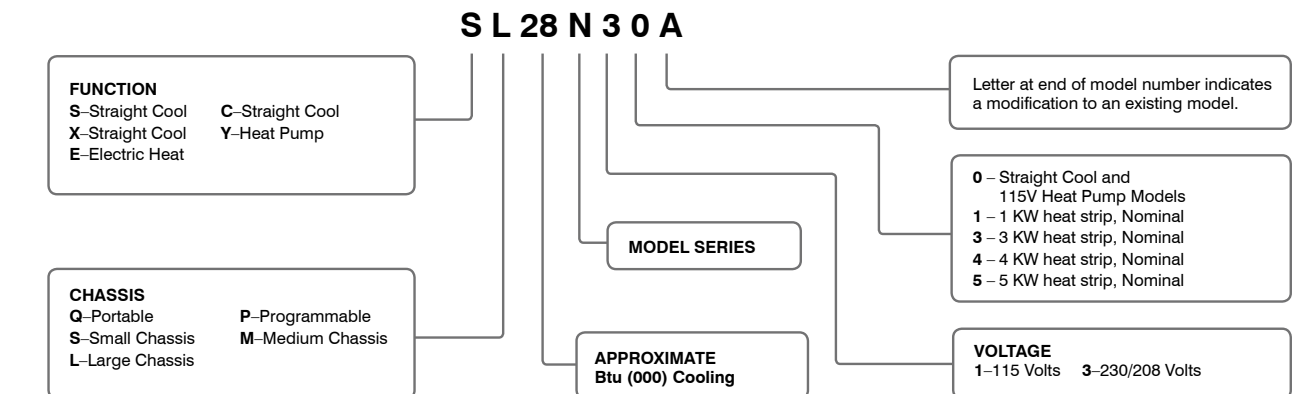 S L 28 N 3 0 A
FUNCTION
S–Straight Cool C–Straight Cool
X–Straight Cool Y–Heat Pump
E–Electric Heat
CHASSIS
Q–Portable P–Programmable
S–Small Chassis M–Medium Chassis
L–Large Chassis
MODEL SERIES
APPROXIMATE
Btu (000) Cooling
Letter at end of model number indicates
a modification to an existing model.
0 – Straight Cool and
115V Heat Pump Models
1 – 1 KW heat strip, Nominal
3 – 3 KW heat strip, Nominal
4 – 4 KW heat strip, Nominal
5 – 5 KW heat strip, Nominal
VOLTAGE
1–115 Volts 3–230/208 Volts